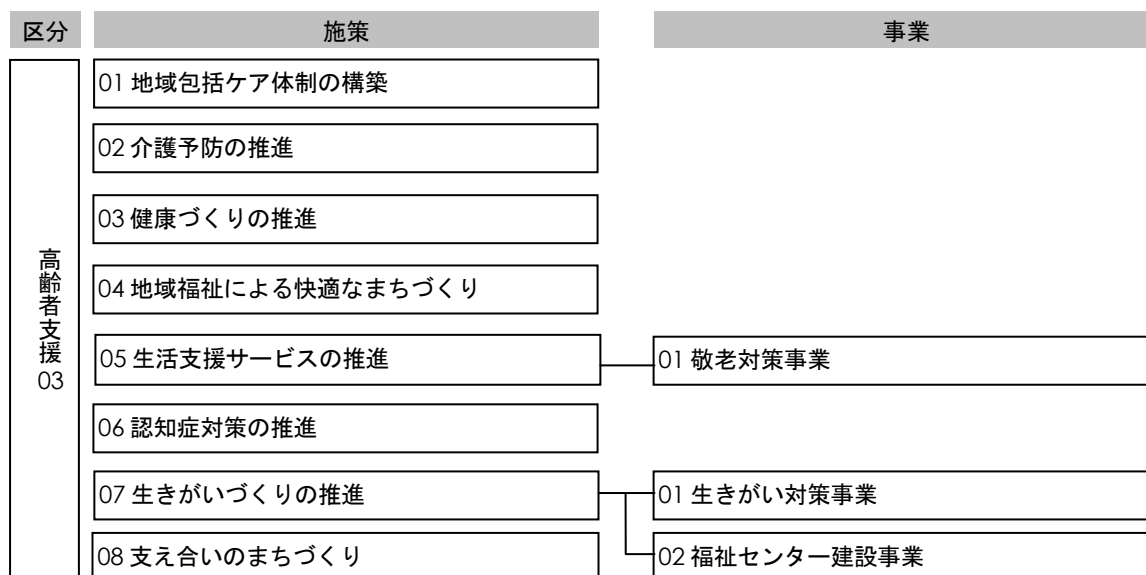 区分 施策 事業
高齢者支援03
01 地域包括ケア体制の構築
02 介護予防の推進
03 健康づくりの推進
04 地域福祉による快適なまちづくり
05 生活支援サービスの推進
01 敬老対策事業
06 認知症対策の推進
07 生きがいづくりの推進
01 生きがい対策事業
08 支え合いのまちづくり
02 福祉センター建設事業